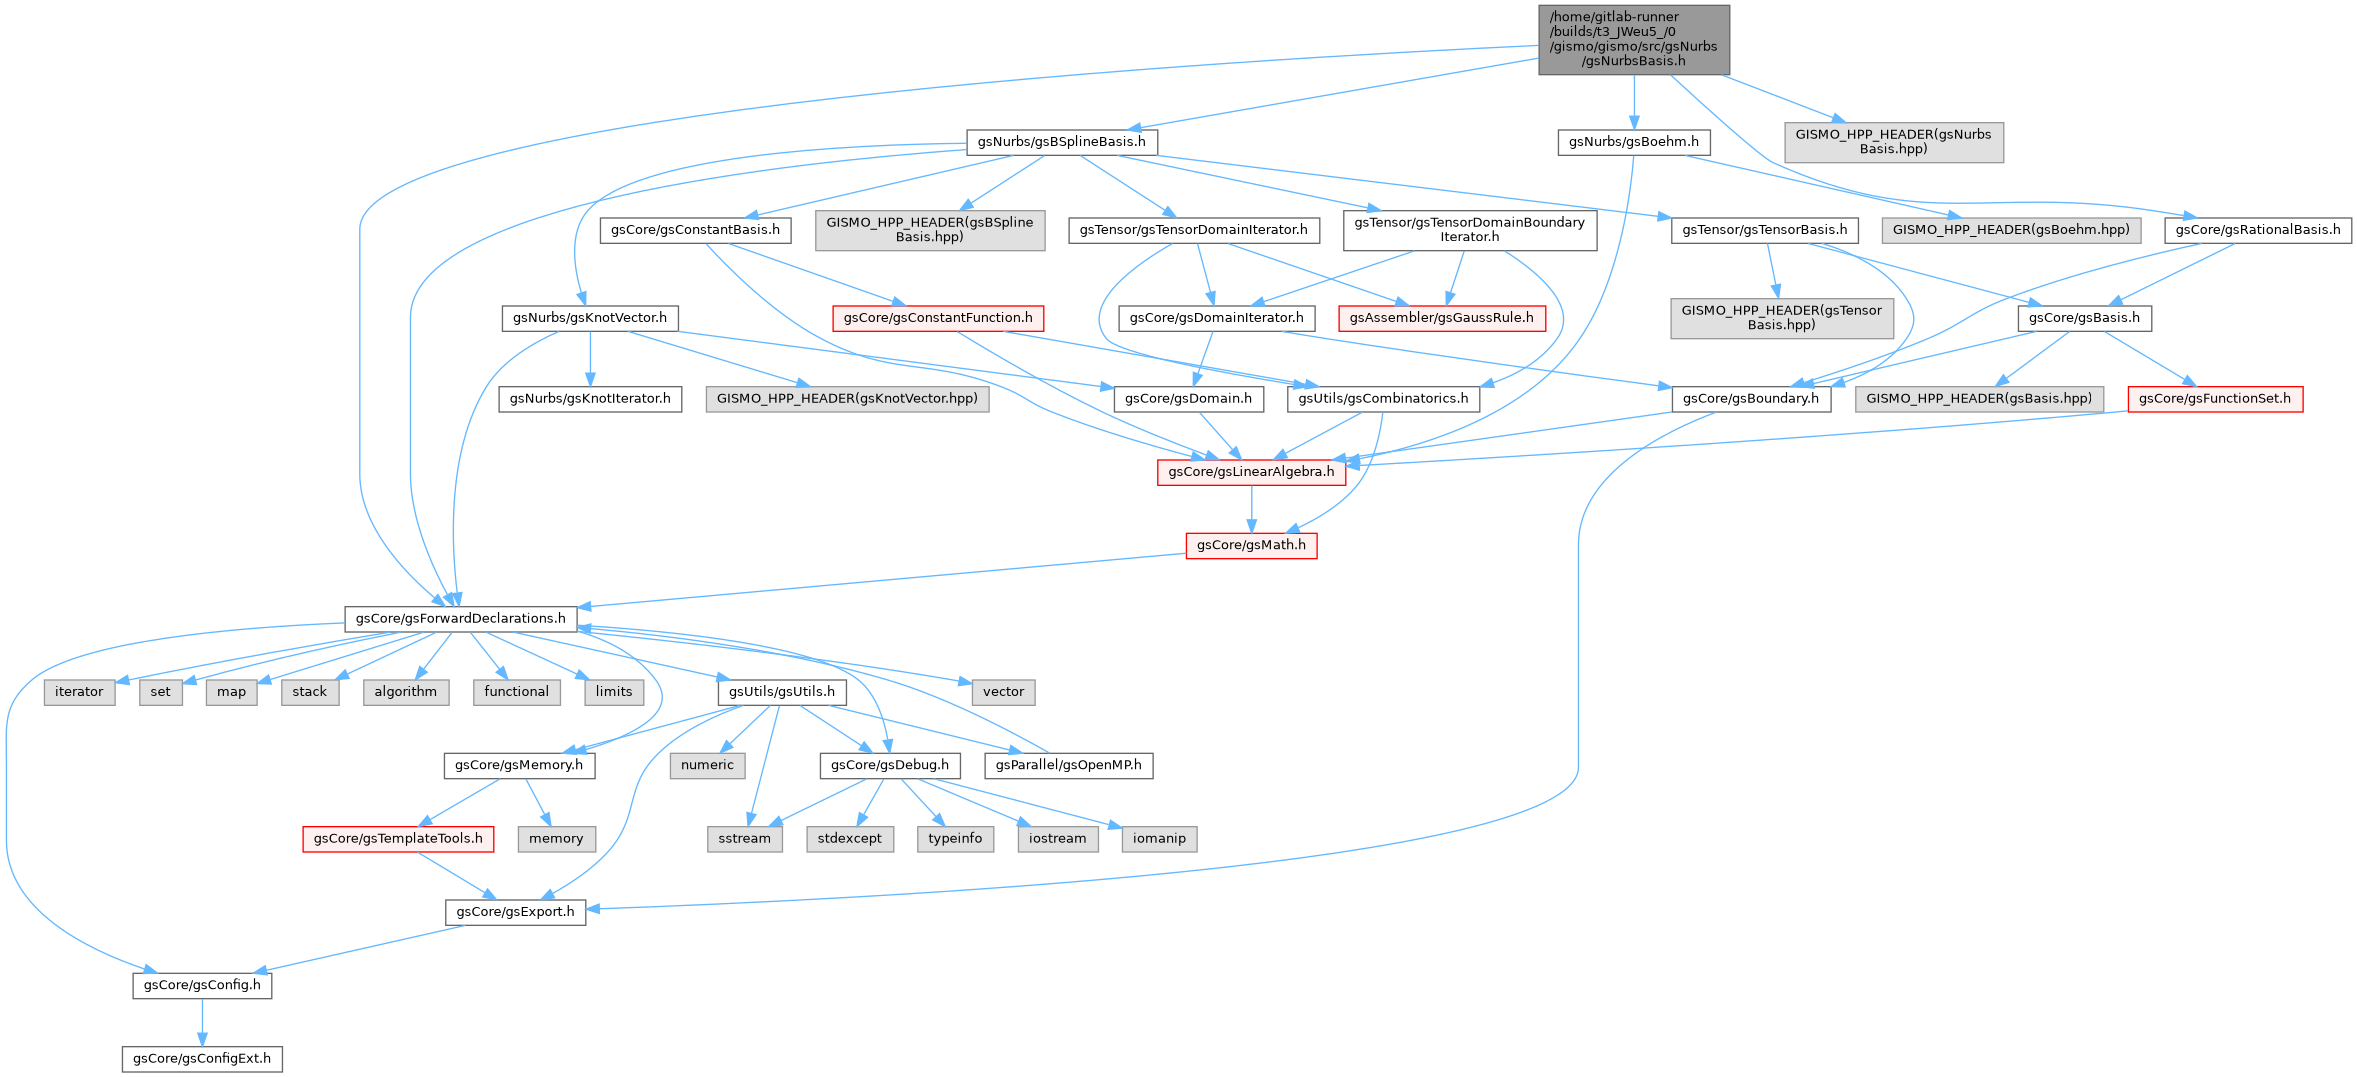 /home/gitlab-runner
/builds/t3_JWeu5_/0
/gismo/gismo/src/gsNurbs
/gsNurbsBasis.h
gsNurbs/gsBSplineBasis.h
gsNurbs/gsBoehm.h
GISMO_HPP_HEADER(gsNurbs
Basis.hpp)
gsCore/gsConstantBasis.h
GISMO_HPP_HEADER(gsBSpline
Basis.hpp)
gsTensor/gsTensorDomainIterator.h
gsTensor/gsTensorDomainBoundary
Iterator.h
gsTensor/gsTensorBasis.h
GISMO_HPP_HEADER(gsBoehm.hpp)
gsCore/gsRationalBasis.h
gsNurbs/gsKnotVector.h
gsCore/gsConstantFunction.h
gsCore/gsDomainIterator.h
gsAssembler/gsGaussRule.h
GISMO_HPP_HEADER(gsTensor
Basis.hpp)
gsCore/gsBasis.h
gsNurbs/gsKnotIterator.h
GISMO_HPP_HEADER(gsKnotVector.hpp)
gsCore/gsDomain.h
gsUtils/gsCombinatorics.h
gsCore/gsBoundary.h
GISMO_HPP_HEADER(gsBasis.hpp)
gsCore/gsFunctionSet.h
gsCore/gsLinearAlgebra.h
gsCore/gsMath.h
gsCore/gsForwardDeclarations.h
iterator
set
map
stack
algorithm
functional
limits
gsUtils/gsUtils.h
vector
gsCore/gsMemory.h
numeric
gsCore/gsDebug.h
gsParallel/gsOpenMP.h
gsCore/gsTemplateTools.h
memory
sstream
stdexcept
typeinfo
iostream
iomanip
gsCore/gsExport.h
gsCore/gsConfig.h
gsCore/gsConfigExt.h